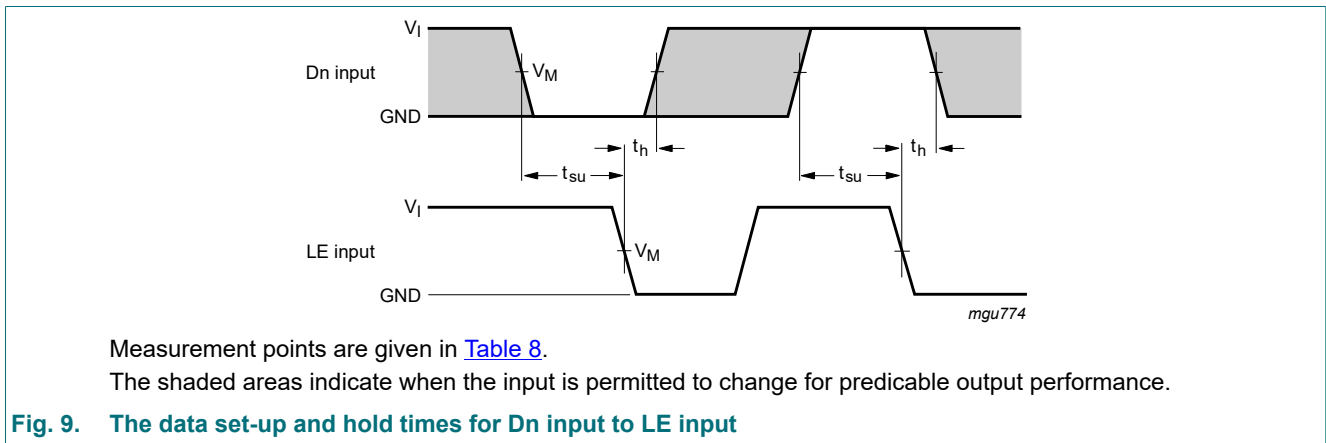 VI
Dn input
VM
GND
th
th
tsu
tsu
VI
LE input
VM
GND
mgu774
Measurement points are given in Table 8.
The shaded areas indicate when the input is permitted to change for predicable output performance.
Fig. 9. The data set-up and hold times for Dn input to LE input